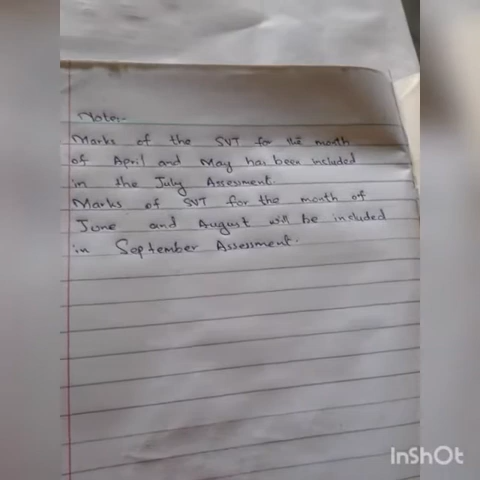 Note:-
Marks of the SVT for the month
of April and May has been included
in the July Assessment.
Marks of SVT for the month of
June and August will be included
in September Assessment.
InShOt